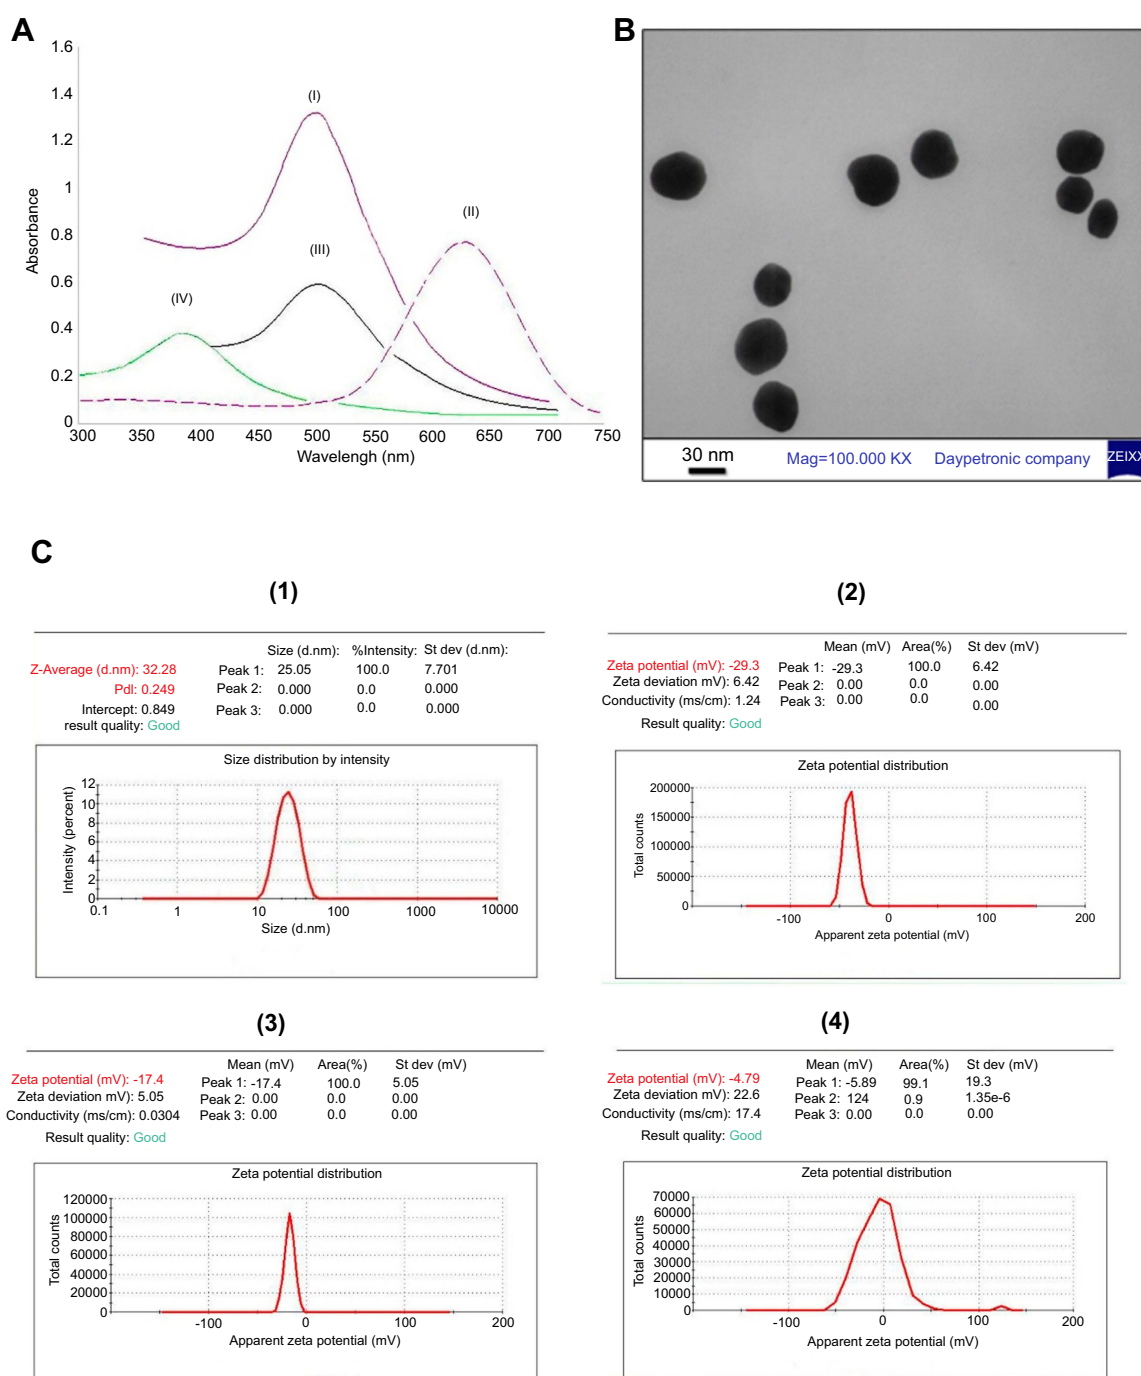 A
1.6
1.4
1.2
1
0.8
0.6
0.4
0.2
0
Absorbance
(I)
(II)
(III)
(IV)
300 350 400 450 500 550 600 650 700 750
Wavelengh (nm)
B
30 nm
Mag=100.000 KX Daypetronic company
ZEIXX
C
(1)
Size (d.nm): %Intensity: St dev (d.nm):
Z-Average (d.nm): 32.28 Peak 1: 25.05 100.0 7.701
PdI: 0.249 Peak 2: 0.000 0.0 0.000
Intercept: 0.849 Peak 3: 0.000 0.0 0.000
result quality: Good
Size distribution by intensity
Intensity (percent)
12
10
8
6
4
2
0
0.1 1 10 100 1000 10000
Size (d.nm)
(2)
Mean (mV) Area(%) St dev (mV)
Zeta potential (mV): -29.3 Peak 1: -29.3 100.0 6.42
Zeta deviation mV): 6.42 Peak 2: 0.00 0.0 0.00
Conductivity (ms/cm): 1.24 Peak 3: 0.00 0.0 0.00
Result quality: Good
Zeta potential distribution
Total counts
200000
150000
100000
50000
0
-100 0 100 200
Apparent zeta potential (mV)
(3)
Mean (mV) Area(%) St dev (mV)
Zeta potential (mV): -17.4 Peak 1: -17.4 100.0 5.05
Zeta deviation mV): 5.05 Peak 2: 0.00 0.0 0.00
Conductivity (ms/cm): 0.0304 Peak 3: 0.00 0.0 0.00
Result quality: Good
Zeta potential distribution
Total counts
120000
100000
80000
60000
40000
20000
0
-100 0 100 200
Apparent zeta potential (mV)
(4)
Mean (mV) Area(%) St dev (mV)
Zeta potential (mV): -4.79 Peak 1: -5.89 99.1 19.3
Zeta deviation mV): 22.6 Peak 2: 124 0.9 1.35e-6
Conductivity (ms/cm): 17.4 Peak 3: 0.00 0.0 0.00
Result quality: Good
Zeta potential distribution
Total counts
70000
60000
50000
40000
30000
20000
10000
0
-100 0 100 200
Apparent zeta potential (mV)